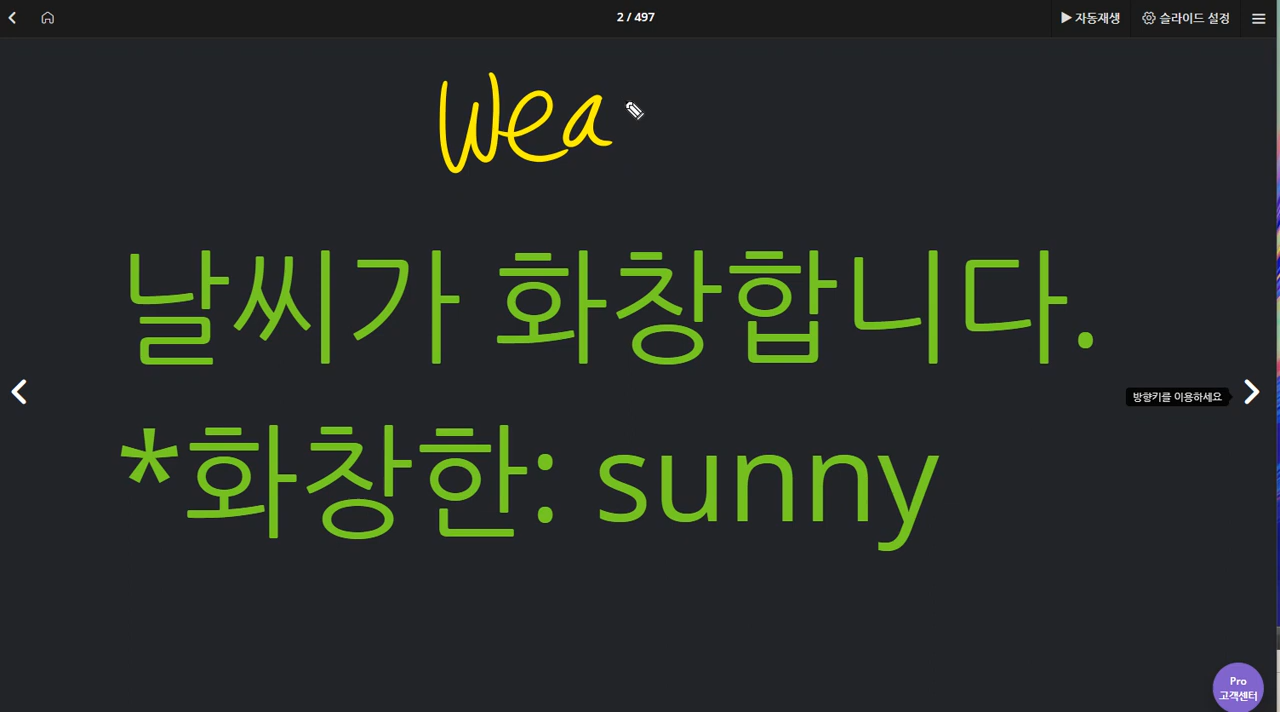 2 / 497
자동재생
슬라이드 설정
Wea
날씨가 화창합니다.
방향키를 이용하세요
*화창한: sunny
Pro
고객센터